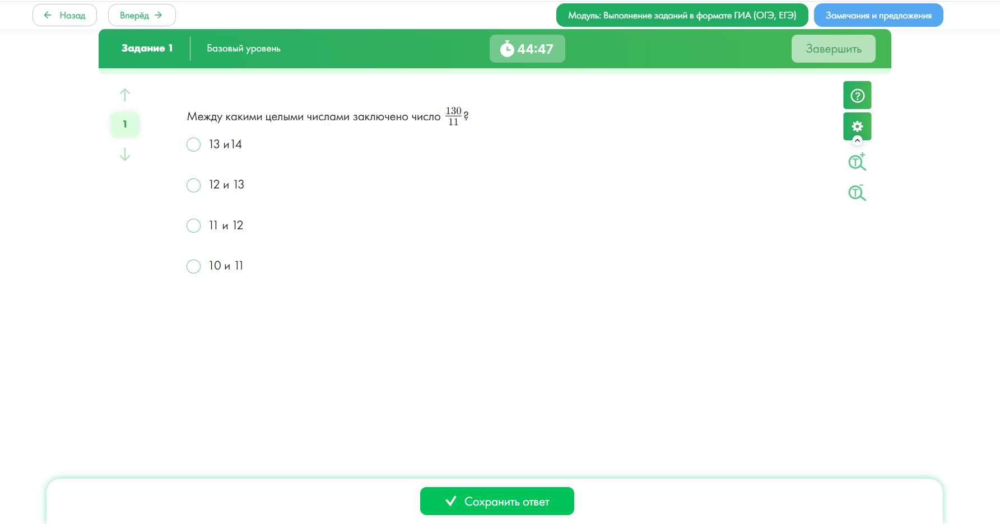 Назад
Вперёд
Модуль: Выполнение заданий в формате ГИА (ОГЭ, ЕГЭ)
Замечания и предложения
Задание 1
Базовый уровень
44:47
Завершить
1
Между какими целыми числами заключено число 130/11?
13 и14
12 и 13
11 и 12
10 и 11
Сохранить ответ